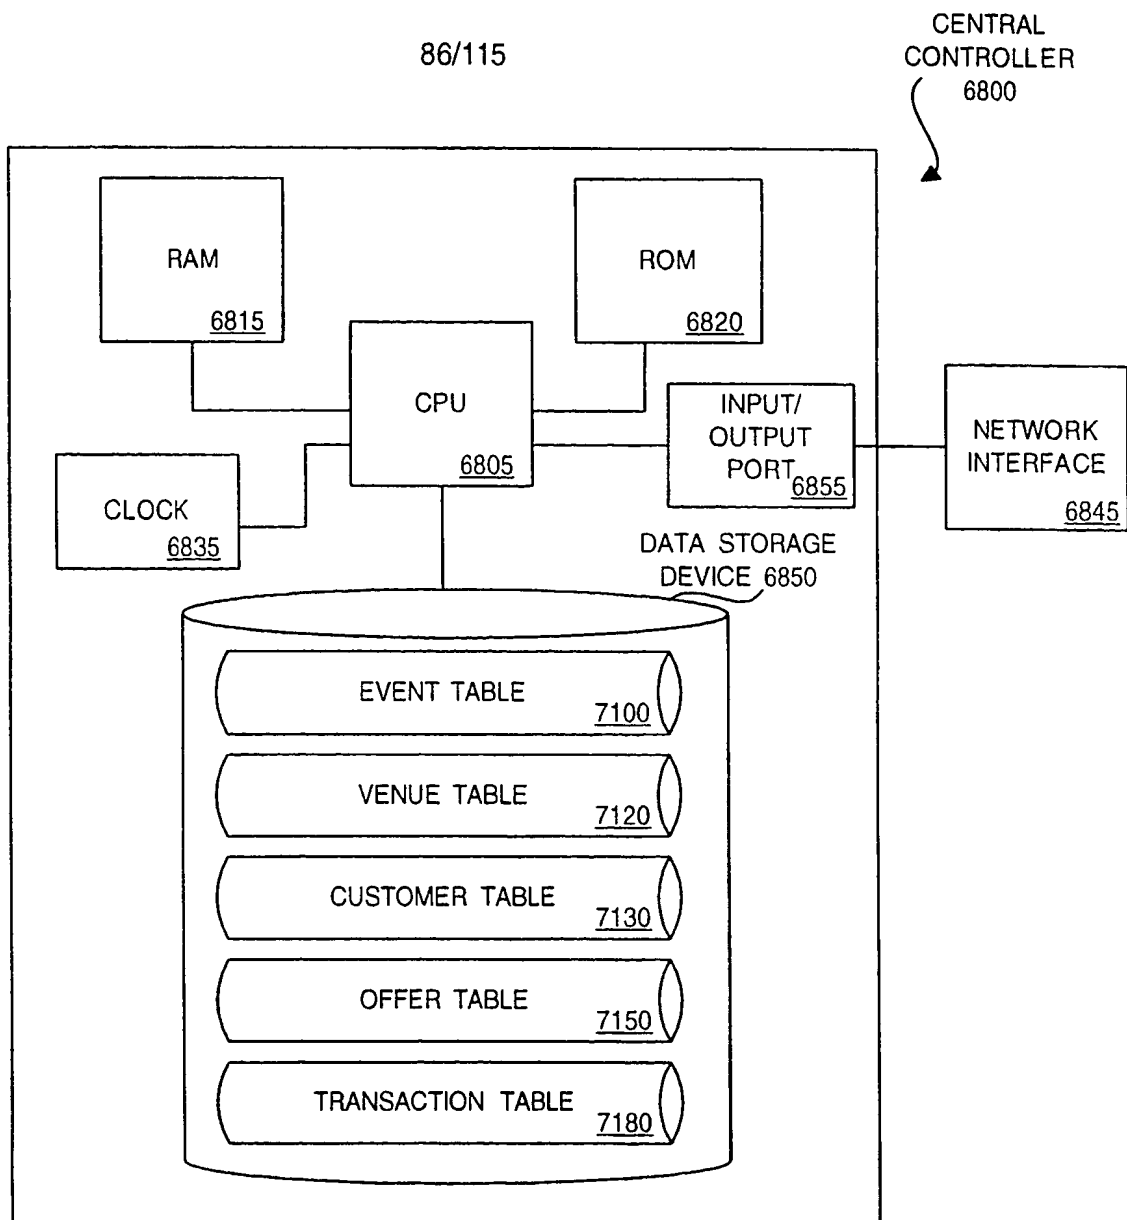 86/115
CENTRAL
CONTROLLER
6800
RAM
6815
ROM
6820
CPU
6805
INPUT/
OUTPUT
PORT
6855
NETWORK
INTERFACE
6845
CLOCK
6835
DATA STORAGE
DEVICE 6850
EVENT TABLE
7100
VENUE TABLE
7120
CUSTOMER TABLE
7130
OFFER TABLE
7150
TRANSACTION TABLE
7180